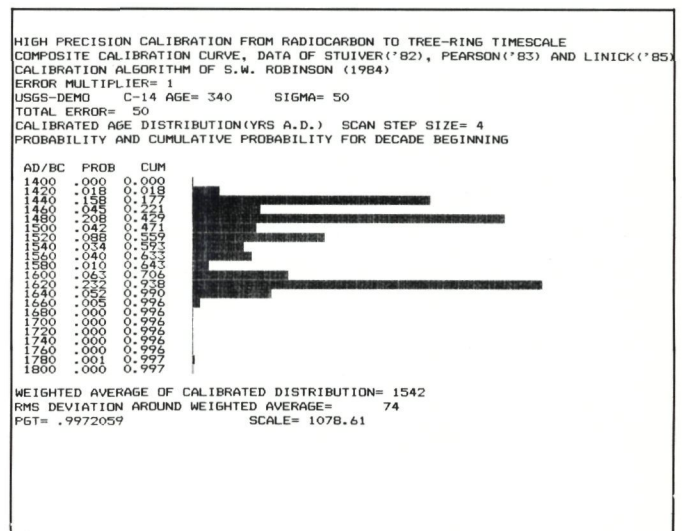 HIGH PRECISION CALIBRATION FROM RADIOCARBON TO TREE-RING TIMESCALE
COMPOSITE CALIBRATION CURVE, DATA OF STUIVER('82), PEARSON('83) AND LINICK('85)
CALIBRATION ALGORITHM OF S.W. ROBINSON (1984)
ERROR MULTIPLIER= 1
USGS-DEMO C-14 AGE= 340 SIGMA= 50
TOTAL ERROR= 50
CALIBRATED AGE DISTRIBUTION(YRS A.D.) SCAN STEP SIZE= 4
PROBABILITY AND CUMULATIVE PROBABILITY FOR DECADE BEGINNING
AD/BC PROB CUM
1400 .000 0.000
1420 .018 0.018
1440 .158 0.177
1460 .045 0.221
1480 .208 0.429
1500 .042 0.471
1520 .088 0.559
1540 .034 0.593
1560 .040 0.633
1580 .010 0.643
1600 .063 0.706
1620 .232 0.938
1640 .052 0.990
1660 .005 0.996
1680 .000 0.996
1700 .000 0.996
1720 .000 0.996
1740 .000 0.996
1760 .000 0.996
1780 .001 0.997
1800 .000 0.997
WEIGHTED AVERAGE OF CALIBRATED DISTRIBUTION= 1542
RMS DEVIATION AROUND WEIGHTED AVERAGE= 74
PGT= .9972059 SCALE= 1078.61